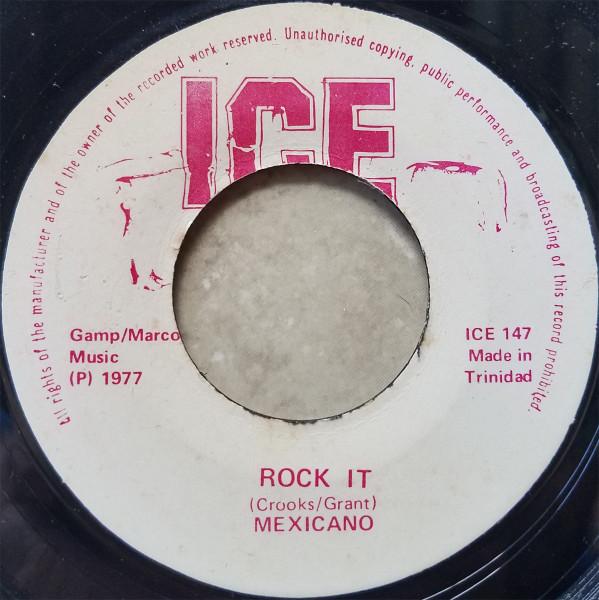 All rights of the manufacturer and of the owner of the recorded work reserved. Unauthorised copying, public performance and broadcasting of this record prohibited.
ICE
Gamp/Marco
Music
(P) 1977
ICE 147
Made in
Trinidad
ROCK IT
(Crooks/Grant)
MEXICANO